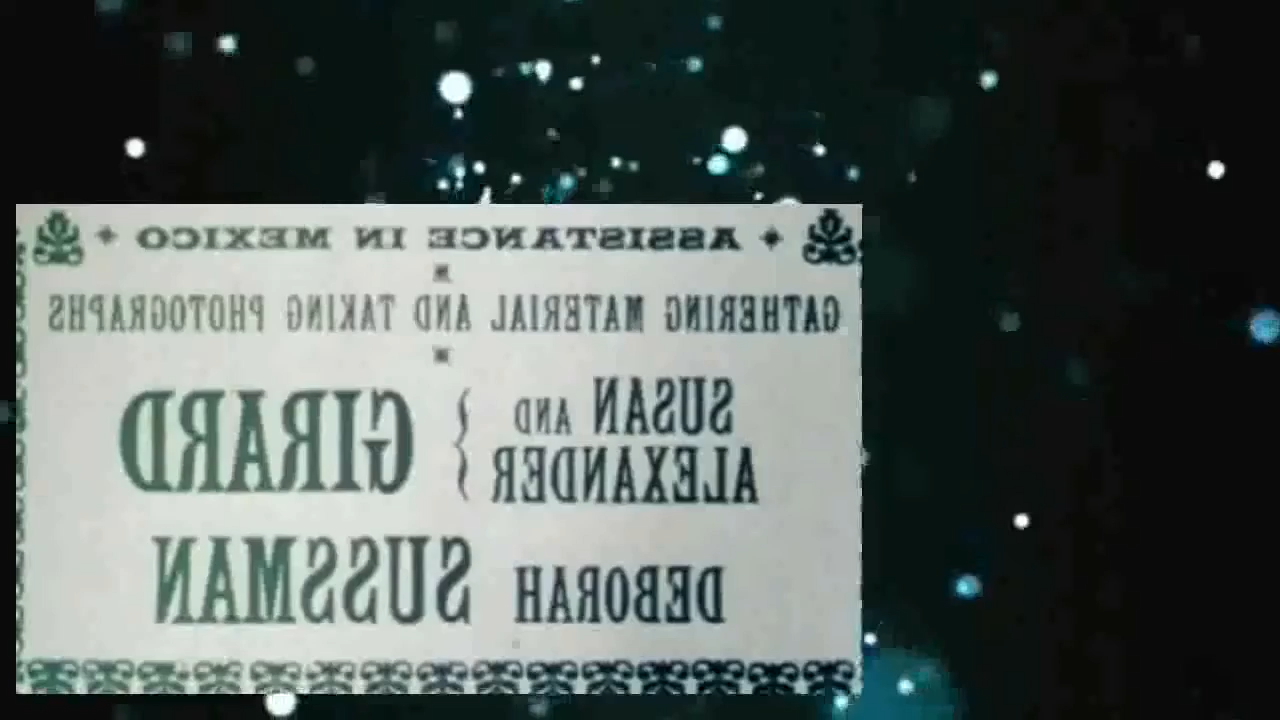 ASSISTANCE IN MEXICO
GATHERING MATERIAL AND TAKING PHOTOGRAPHS
SUSAN AND
ALEXANDER
GIRARD
DEBORAH SUSSMAN